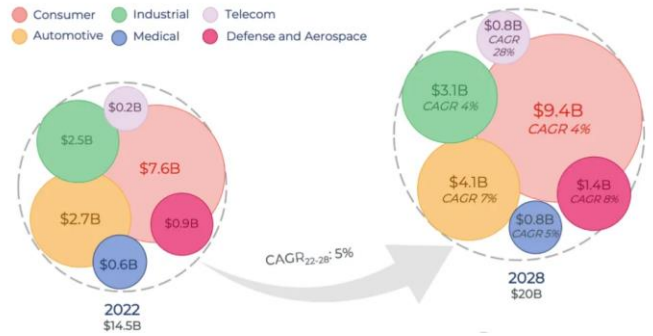 Consumer
Industrial
Telecom
Automotive
Medical
Defense and Aerospace
$0.2B
$2.5B
$7.6B
$2.7B
$0.9B
$0.6B
2022
$14.5B
CAGR22-28: 5%
$0.8B
CAGR
28%
$3.1B
CAGR 4%
$9.4B
CAGR 4%
$4.1B
CAGR 7%
$1.4B
CAGR 8%
$0.8B
CAGR 5%
2028
$20B